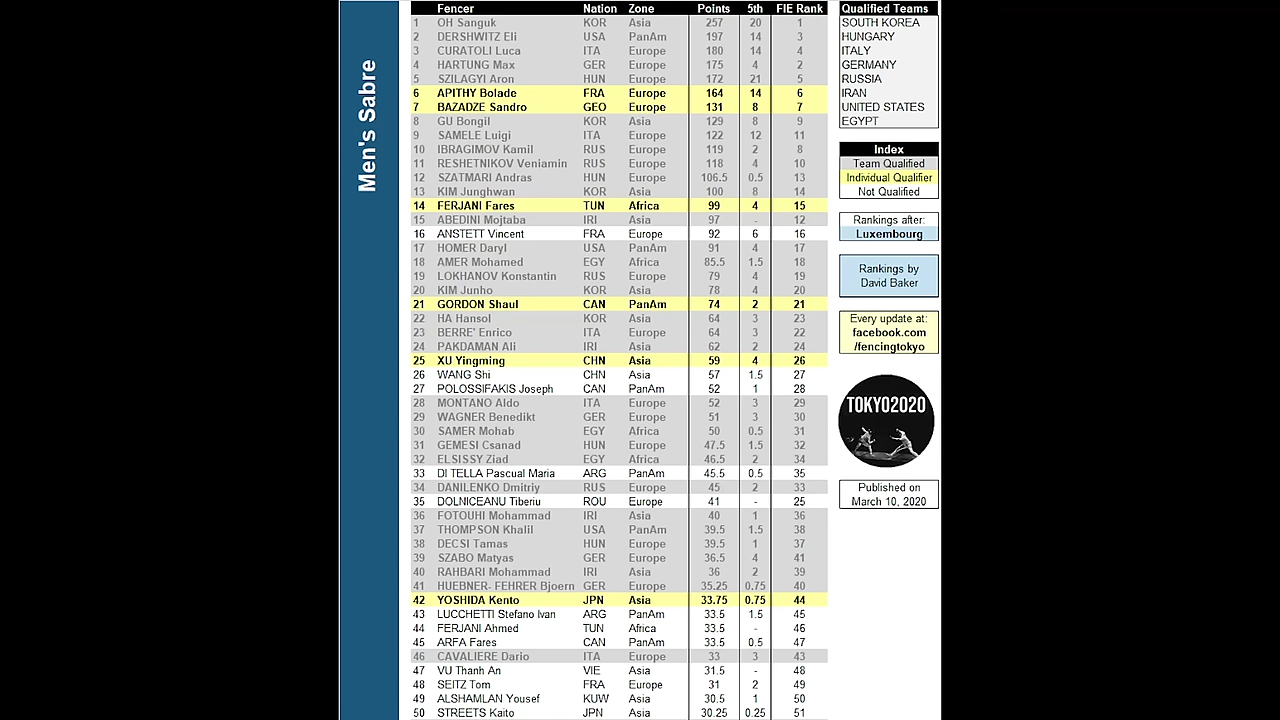 Men's Sabre
Fencer Nation Zone Points 5th FIE Rank
1 OH Sanguk KOR Asia 257 20 1
2 DERSHWITZ Eli USA PanAm 197 14 3
3 CURATOLI Luca ITA Europe 180 14 4
4 HARTUNG Max GER Europe 175 4 2
5 SZILAGYI Aron HUN Europe 172 21 5
6 APITHY Bolade FRA Europe 164 14 6
7 BAZADZE Sandro GEO Europe 131 8 7
8 GU Bongil KOR Asia 129 8 9
9 SAMELE Luigi ITA Europe 122 12 11
10 IBRAGIMOV Kamil RUS Europe 119 2 8
11 RESHETNIKOV Veniamin RUS Europe 118 4 10
12 SZATMARI Andras HUN Europe 106.5 0.5 13
13 KIM Junghwan KOR Asia 100 8 14
14 FERJANI Fares TUN Africa 99 4 15
15 ABEDINI Mojtaba IRI Asia 97 - 12
16 ANSTETT Vincent FRA Europe 92 6 16
17 HOMER Daryl USA PanAm 91 4 17
18 AMER Mohamed EGY Africa 85.5 1.5 18
19 LOKHANOV Konstantin RUS Europe 79 4 19
20 KIM Junho KOR Asia 78 4 20
21 GORDON Shaul CAN PanAm 74 2 21
22 HA Hansol KOR Asia 64 3 23
23 BERRE' Enrico ITA Europe 64 3 22
24 PAKDAMAN Ali IRI Asia 62 2 24
25 XU Yingming CHN Asia 59 4 26
26 WANG Shi CHN Asia 57 1.5 27
27 POLOSSIFAKIS Joseph CAN PanAm 52 1 28
28 MONTANO Aldo ITA Europe 52 3 29
29 WAGNER Benedikt GER Europe 51 3 30
30 SAMER Mohab EGY Africa 50 0.5 31
31 GEMESI Csanad HUN Europe 47.5 1.5 32
32 ELSISSY Ziad EGY Africa 46.5 2 34
33 DI TELLA Pascual Maria ARG PanAm 45.5 0.5 35
34 DANILENKO Dmitriy RUS Europe 45 2 33
35 DOLNICEANU Tiberiu ROU Europe 41 - 25
36 FOTOUHI Mohammad IRI Asia 40 1 36
37 THOMPSON Khalil USA PanAm 39.5 1.5 38
38 DECSI Tamas HUN Europe 39.5 1 37
39 SZABO Matyas GER Europe 36.5 4 41
40 RAHBARI Mohammad IRI Asia 36 2 39
41 HUEBNER- FEHRER Bjoern GER Europe 35.25 0.75 40
42 YOSHIDA Kento JPN Asia 33.75 0.75 44
43 LUCCHETTI Stefano Ivan ARG PanAm 33.5 1.5 45
44 FERJANI Ahmed TUN Africa 33.5 - 46
45 ARFA Fares CAN PanAm 33.5 0.5 47
46 CAVALIERE Dario ITA Europe 33 3 43
47 VU Thanh An VIE Asia 31.5 - 48
48 SEITZ Tom FRA Europe 31 2 49
49 ALSHAMLAN Yousef KUW Asia 30.5 1 50
50 STREETS Kaito JPN Asia 30.25 0.25 51
Qualified Teams
SOUTH KOREA
HUNGARY
ITALY
GERMANY
RUSSIA
IRAN
UNITED STATES
EGYPT
Index
Team Qualified
Individual Qualifier
Not Qualified
Rankings after:
Luxembourg
Rankings by
David Baker
Every update at:
facebook.com
/fencingtokyo
TOKYO2020
Published on
March 10, 2020